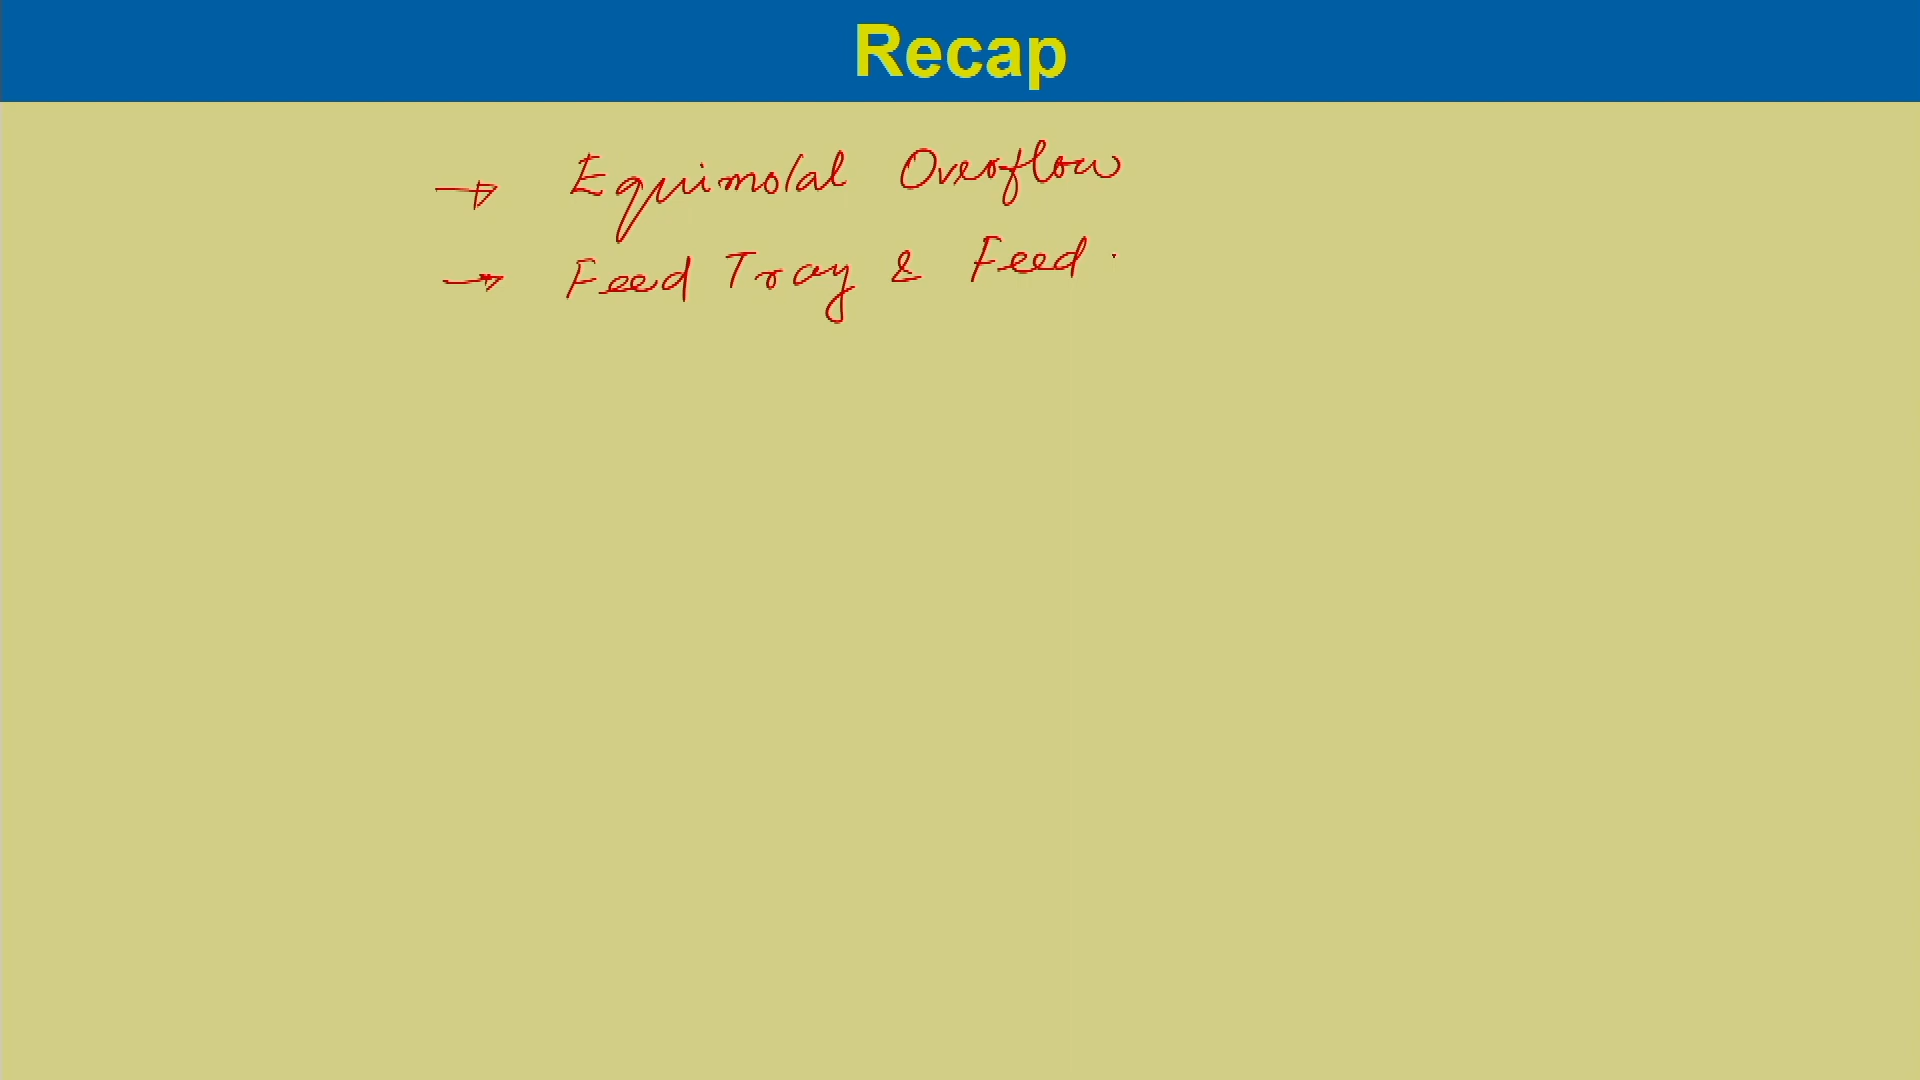 Recap
→ Equimolal Overflow
→ Feed Tray & Feed